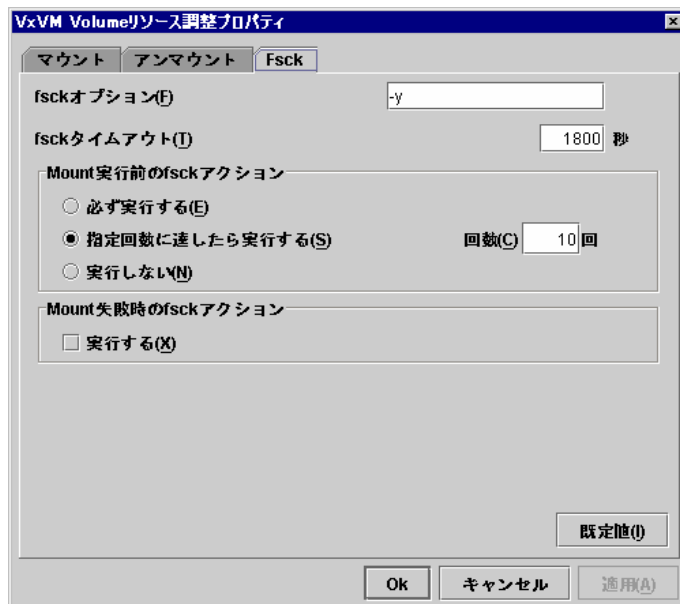 VxVM Volumeリソース調整プロパティ
マウント アンマウント Fsck
fsckオプション(F) -y
fsckタイムアウト(T) 1800 秒
Mount実行前のfsckアクション
必ず実行する(E)
指定回数に達したら実行する(S) 回数(C) 10 回
実行しない(N)
Mount失敗時のfsckアクション
実行する(X)
既定値(I)
Ok キャンセル 適用(A)